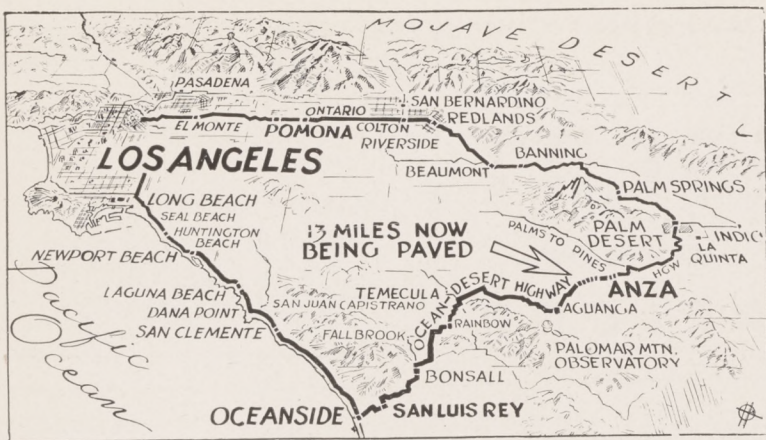 MOJAVE DESERT
PASADENA
ONTARIO
SAN BERNARDINO
REDLANDS
EL MONTE
POMONA
COLTON
RIVERSIDE
LOS ANGELES
BEAUMONT
BANNING
PALM SPRINGS
LONG BEACH
SEAL BEACH
HUNTINGTON
BEACH
13 MILES NOW
BEING PAVED
PALMS TO PINES HGW
PALM
DESERT
INDIO
LA
QUINTA
NEWPORT BEACH
LAGUNA BEACH
DANA POINT
SAN CLEMENTE
SAN JUAN CAPISTRANO
TEMECULA
OCEAN-DESERT HIGHWAY
ANZA
AGUANGA
FALLBROOK
RAINBOW
PALOMAR MTN.
OBSERVATORY
BONSALL
Pacific
Ocean
OCEANSIDE
SAN LUIS REY